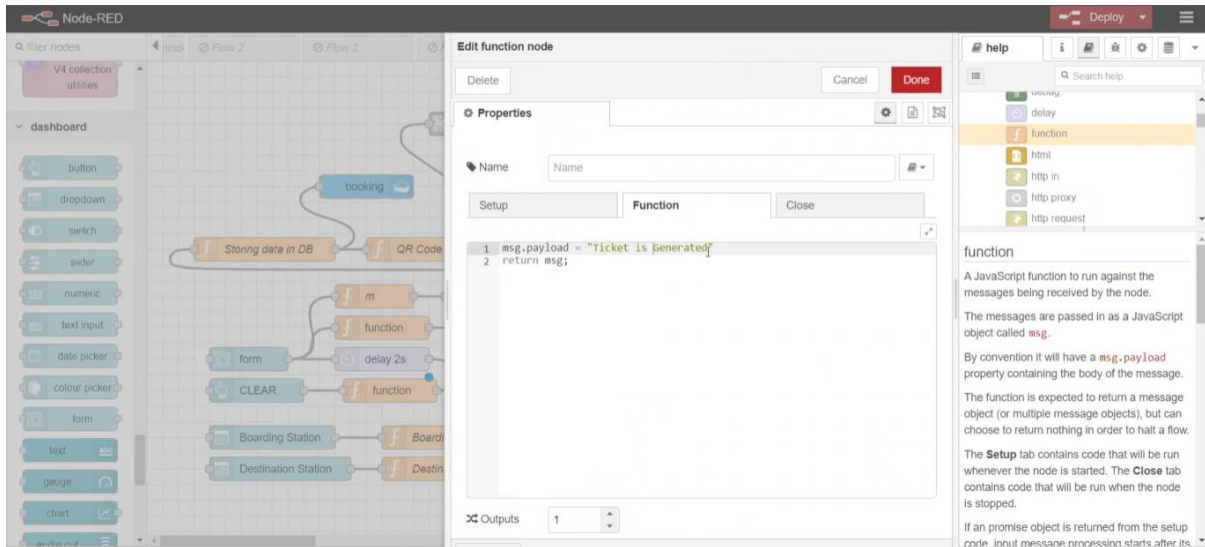 Node-RED
Deploy
filter nodes
Flow 2
Flow 2
V4 collection
utilities
dashboard
button
dropdown
switch
slider
numeric
text input
date picker
colour picker
form
text
abc
gauge
chart
audio out
booking
Storing data in DB
QR Code
m
function
form
delay 2s
CLEAR
function
Boarding Station
Boardi
Destination Station
Destin
Edit function node
Delete
Cancel
Done
Properties
Name
Name
Setup
Function
Close
1 msg.payload = "Ticket is Generated"
2 return msg;
Outputs
1
help
Search help
debug
delay
function
html
http in
http proxy
http request
function
A JavaScript function to run against the
messages being received by the node.
The messages are passed in as a JavaScript
object called msg.
By convention it will have a msg.payload
property containing the body of the message.
The function is expected to return a message
object (or multiple message objects), but can
choose to return nothing in order to halt a flow.
The Setup tab contains code that will be run
whenever the node is started. The Close tab
contains code that will be run when the node
is stopped.
If an promise object is returned from the setup
code, input message processing starts after its